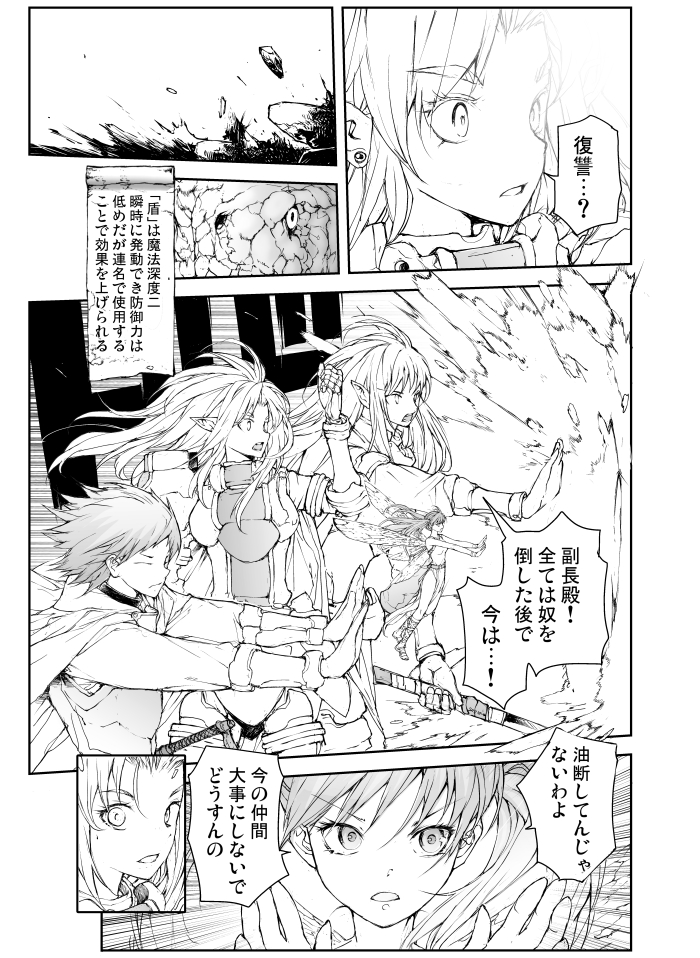 復讐…?
「盾」は魔法深度二
瞬時に発動でき防御力は
低めだが連名で使用する
ことで効果を上げられる
副長殿!
全ては奴を
倒した後で
今は…!
油断してんじゃ
ないわよ
今の仲間
大事にしないで
どうすんの